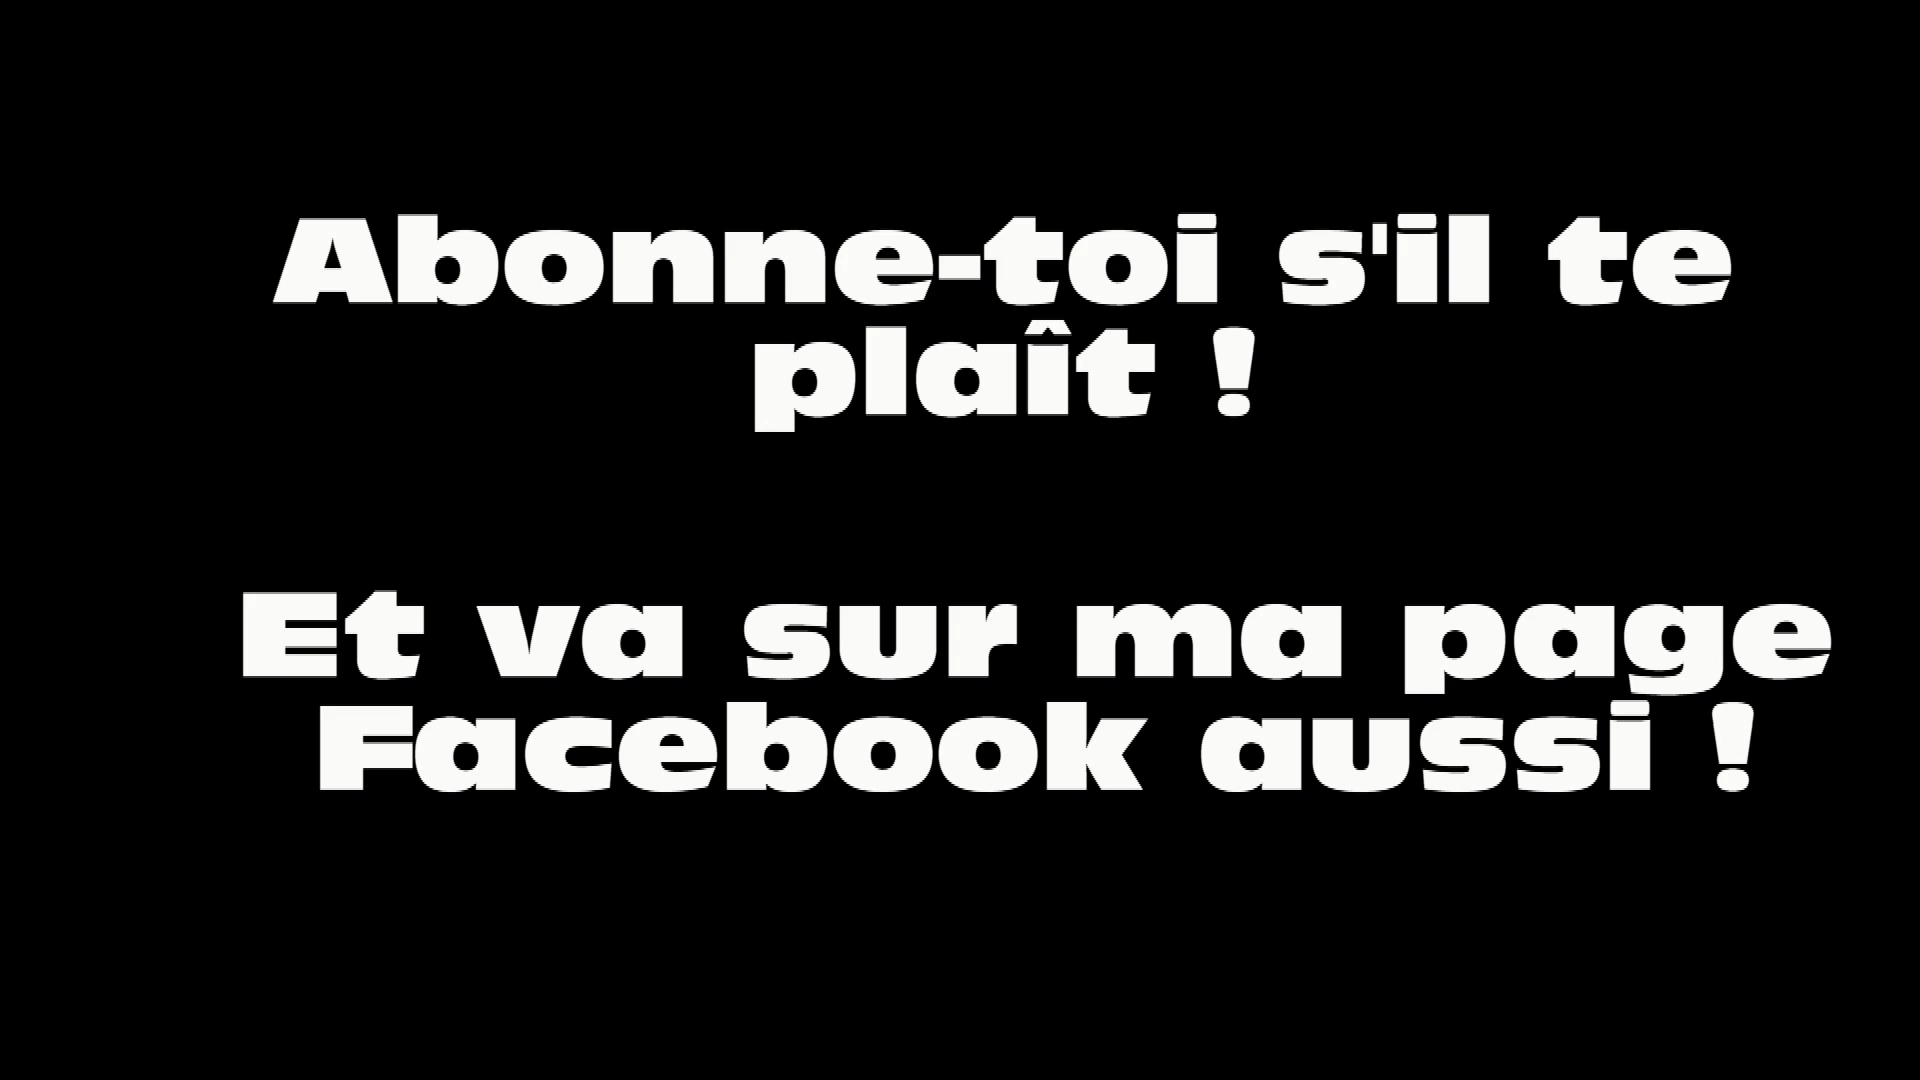 Abonne-toi s'il te
plaît !
Et va sur ma page
Facebook aussi !